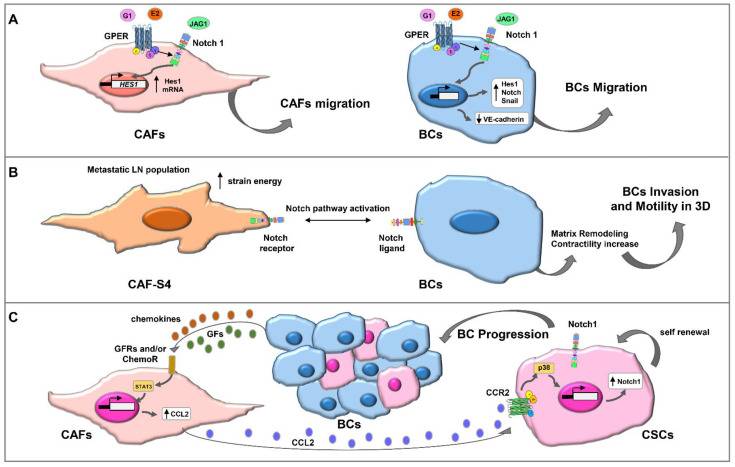 A
G1
E2
JAG1
GPER
Notch 1
HES1
Hes1
mRNA
CAFs
CAFs migration
G1
E2
JAG1
GPER
Notch 1
Hes1
Notch
Snail
VE-cadherin
BCs
BCs Migration
B
Metastatic LN population
strain energy
Notch pathway activation
Notch
receptor
Notch
ligand
CAF-S4
BCs
Matrix Remodeling
Contractility increase
BCs Invasion
and Motility in 3D
C
chemokines
GFs
GFRs and/or
ChemoR
STAT3
CCL2
CAFs
BCs
CCL2
BC Progression
Notch1
self renewal
p38
CCR2
Notch1
CSCs